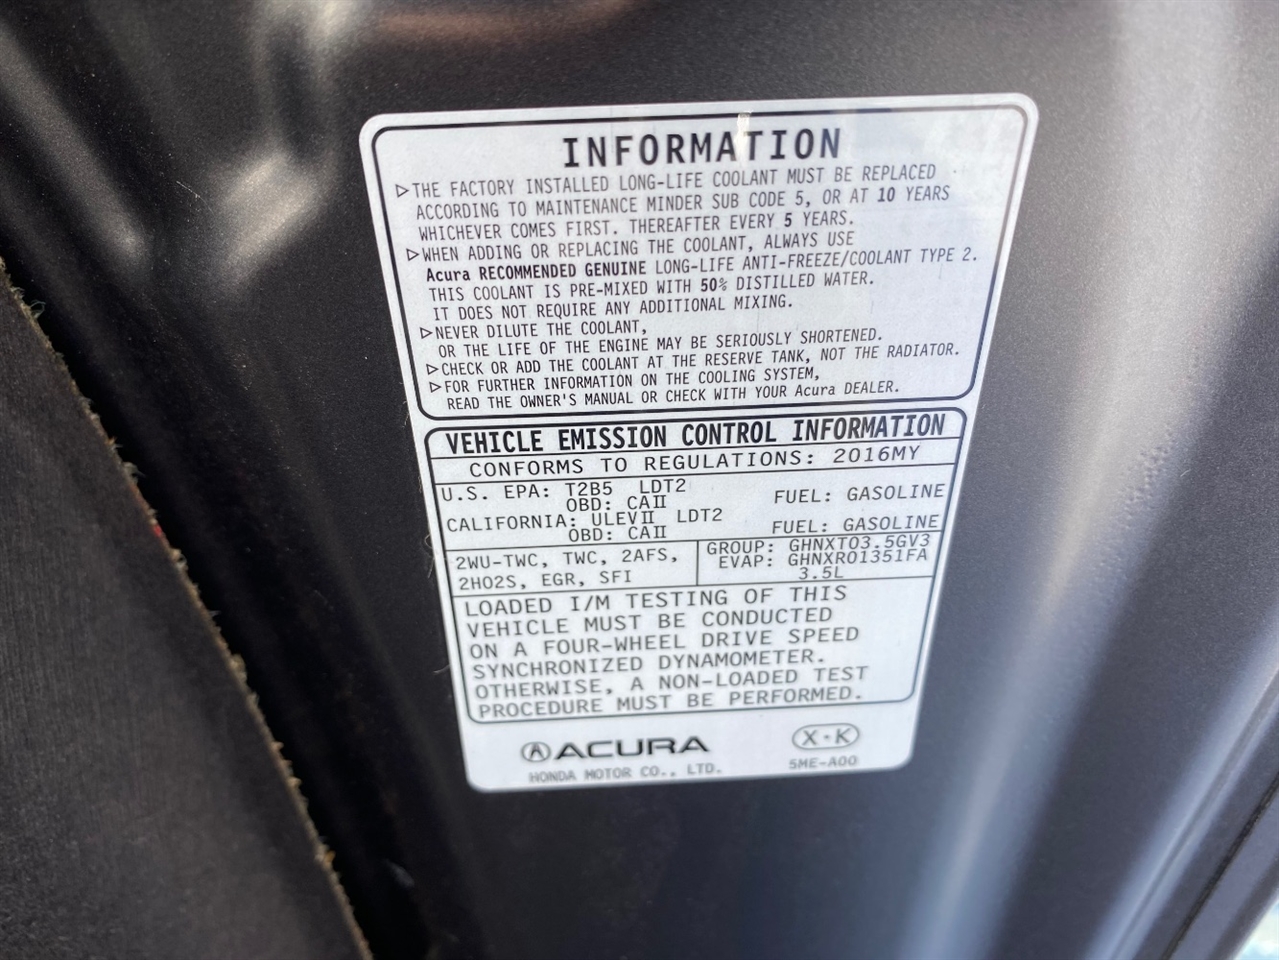 INFORMATION
▷THE FACTORY INSTALLED LONG-LIFE COOLANT MUST BE REPLACED
ACCORDING TO MAINTENANCE MINDER SUB CODE 5, OR AT 10 YEARS
WHICHEVER COMES FIRST. THEREAFTER EVERY 5 YEARS.
▷WHEN ADDING OR REPLACING THE COOLANT, ALWAYS USE
Acura RECOMMENDED GENUINE LONG-LIFE ANTI-FREEZE/COOLANT TYPE 2.
THIS COOLANT IS PRE-MIXED WITH 50% DISTILLED WATER.
IT DOES NOT REQUIRE ANY ADDITIONAL MIXING.
▷NEVER DILUTE THE COOLANT,
OR THE LIFE OF THE ENGINE MAY BE SERIOUSLY SHORTENED.
▷CHECK OR ADD THE COOLANT AT THE RESERVE TANK, NOT THE RADIATOR.
▷FOR FURTHER INFORMATION ON THE COOLING SYSTEM,
READ THE OWNER'S MANUAL OR CHECK WITH YOUR Acura DEALER.
VEHICLE EMISSION CONTROL INFORMATION
CONFORMS TO REGULATIONS: 2016MY
U.S. EPA: T2B5 LDT2
OBD: CAII FUEL: GASOLINE
CALIFORNIA: ULEVII LDT2
OBD: CAII FUEL: GASOLINE
2WU-TWC, TWC, 2AFS,
2HO2S, EGR, SFI
GROUP: GHNXT03.5GV3
EVAP: GHNXR01351FA
3.5L
LOADED I/M TESTING OF THIS
VEHICLE MUST BE CONDUCTED
ON A FOUR-WHEEL DRIVE SPEED
SYNCHRONIZED DYNAMOMETER.
OTHERWISE, A NON-LOADED TEST
PROCEDURE MUST BE PERFORMED.
ACURA X·K
HONDA MOTOR CO., LTD. 5ME-A00